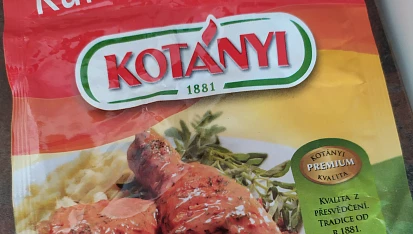 KOTÁNYI
1881
KOTÁNYI
PREMIUM
KVALITA
KVALITA Z
PŘESVĚDČENÍ.
TRADICE OD
R.1881.